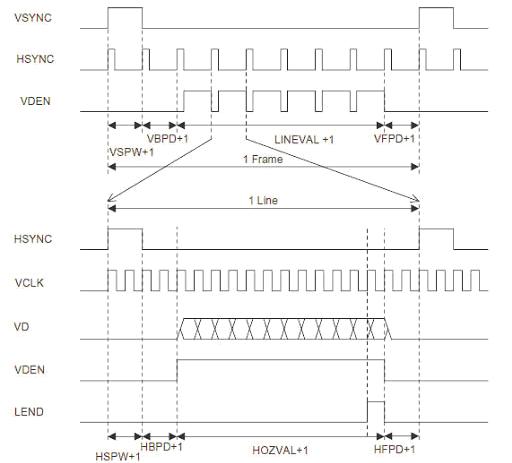 VSYNC
HSYNC
VDEN
VBPD+1
LINEVAL +1
VFPD+1
VSPW+1
1 Frame
1 Line
HSYNC
VCLK
VD
VDEN
LEND
HBPD+1
HOZVAL+1
HFPD+1
HSPW+1